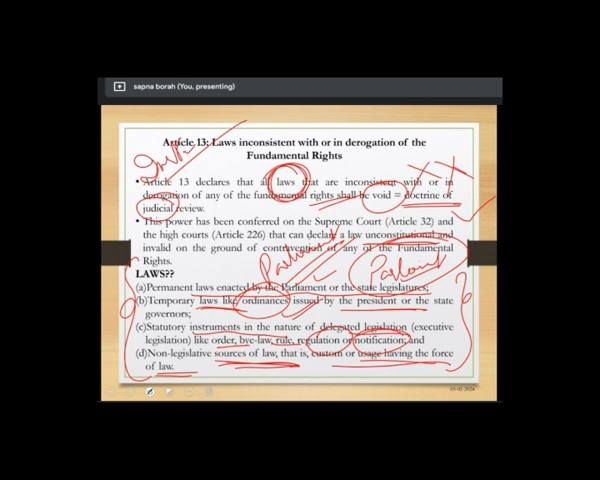 sapna borah (You, presenting)
Article 13: Laws inconsistent with or in derogation of the
Fundamental Rights
• Article 13 declares that all laws that are inconsistent with or in
derogation of any of the fundamental rights shall be void = doctrine of
judicial review.
• This power has been conferred on the Supreme Court (Article 32) and
the high courts (Article 226) that can declare a law unconstitutional and
invalid on the ground of contravention of any of the Fundamental
Rights.
LAWS??
(a)Permanent laws enacted by the Parliament or the state legislatures;
(b)Temporary laws like ordinances issued by the president or the state
governors;
(c)Statutory instruments in the nature of delegated legislation (executive
legislation) like order, bye-law, rule, regulation or notification; and
(d)Non-legislative sources of law, that is, custom or usage having the force
of law.